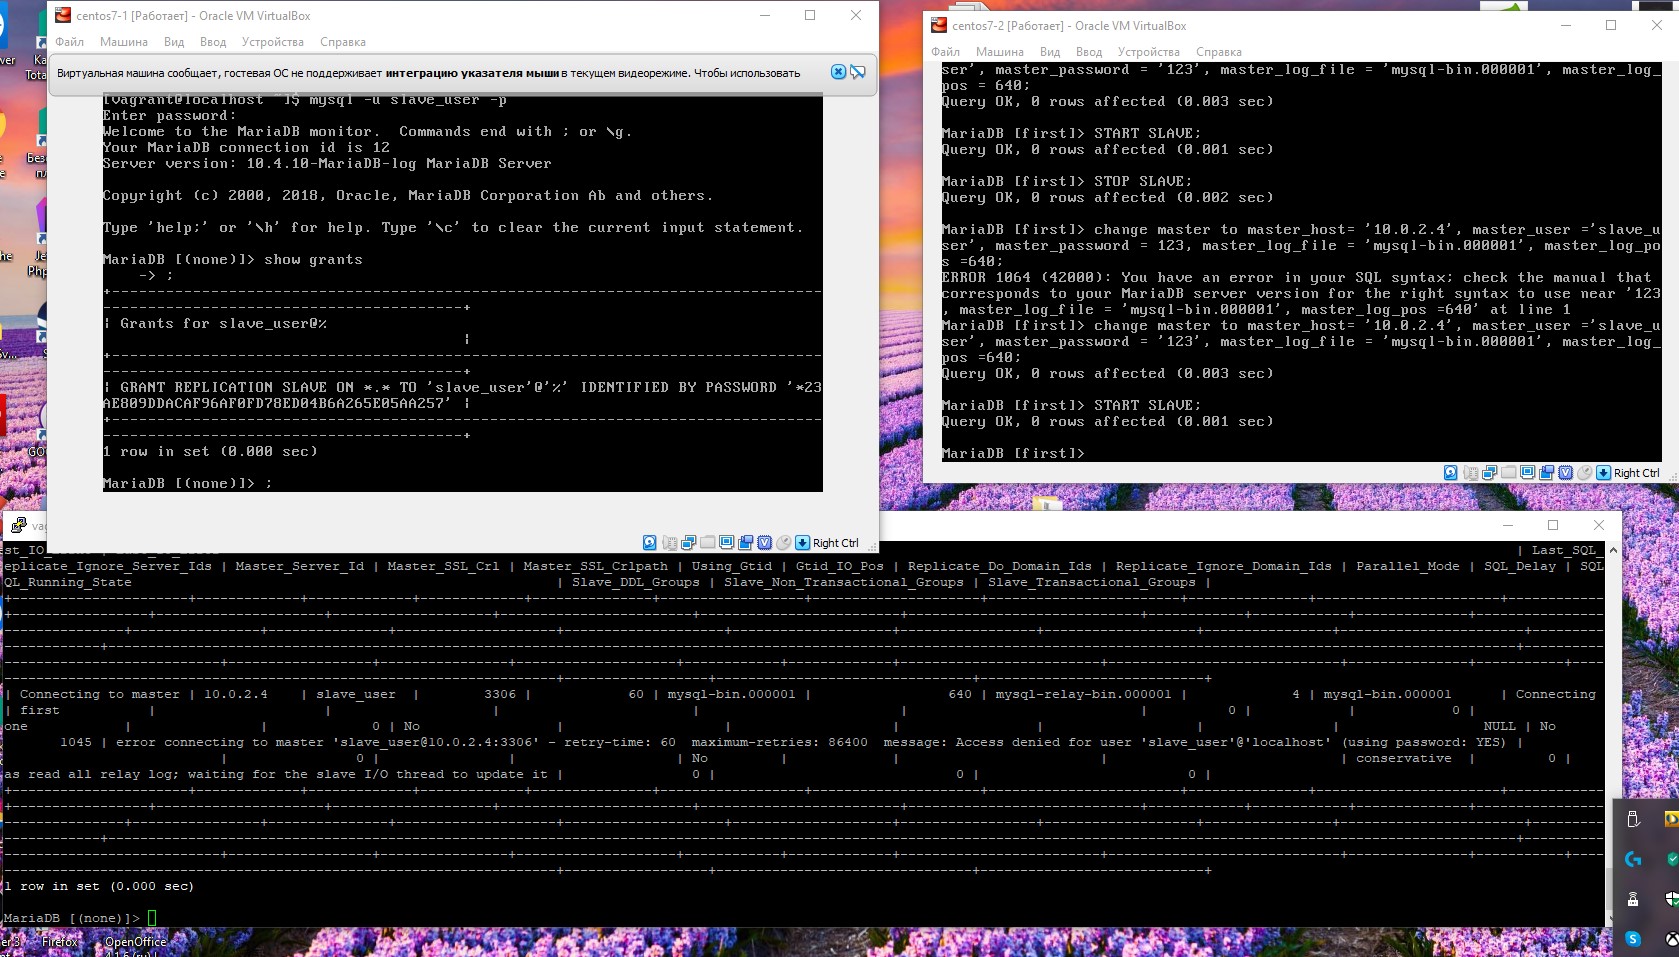 centos7-1 [Работает] - Oracle VM VirtualBox
Файл Машина Вид Ввод Устройства Справка
Виртуальная машина сообщает, гостевая ОС не поддерживает интеграцию указателя мыши в текущем видеорежиме. Чтобы использовать
[vagrant@localhost ~]$ mysql -u slave_user -p
Enter password:
Welcome to the MariaDB monitor.  Commands end with ; or \g.
Your MariaDB connection id is 12
Server version: 10.4.10-MariaDB-log MariaDB Server
Copyright (c) 2000, 2018, Oracle, MariaDB Corporation Ab and others.
Type 'help;' or '\h' for help. Type '\c' to clear the current input statement.
MariaDB [(none)]> show grants
    -> ;
| Grants for slave_user@%
|
| GRANT REPLICATION SLAVE ON *.* TO 'slave_user'@'%' IDENTIFIED BY PASSWORD '*23
AE809DDACAF96AF0FD78ED04B6A265E05AA257' |
1 row in set (0.000 sec)
MariaDB [(none)]> ;
Right Ctrl
centos7-2 [Работает] - Oracle VM VirtualBox
Файл Машина Вид Ввод Устройства Справка
ser', master_password = '123', master_log_file = 'mysql-bin.000001', master_log_
pos = 640;
Query OK, 0 rows affected (0.003 sec)
MariaDB [first]> START SLAVE;
Query OK, 0 rows affected (0.001 sec)
MariaDB [first]> STOP SLAVE;
Query OK, 0 rows affected (0.002 sec)
MariaDB [first]> change master to master_host= '10.0.2.4', master_user ='slave_u
ser', master_password = 123, master_log_file = 'mysql-bin.000001', master_log_po
s =640;
ERROR 1064 (42000): You have an error in your SQL syntax; check the manual that
corresponds to your MariaDB server version for the right syntax to use near '123
, master_log_file = 'mysql-bin.000001', master_log_pos =640' at line 1
MariaDB [first]> change master to master_host= '10.0.2.4', master_user ='slave_u
ser', master_password = '123', master_log_file = 'mysql-bin.000001', master_log_
pos =640;
Query OK, 0 rows affected (0.003 sec)
MariaDB [first]> START SLAVE;
Query OK, 0 rows affected (0.001 sec)
MariaDB [first]>
Right Ctrl
| Last_SQL_
eplicate_Ignore_Server_Ids | Master_Server_Id | Master_SSL_Crl | Master_SSL_Crlpath | Using_Gtid | Gtid_IO_Pos | Replicate_Do_Domain_Ids | Replicate_Ignore_Domain_Ids | Parallel_Mode | SQL_Delay | SQL
QL_Running_State | Slave_DDL_Groups | Slave_Non_Transactional_Groups | Slave_Transactional_Groups |
| Connecting to master | 10.0.2.4 | slave_user | 3306 | 60 | mysql-bin.000001 | 640 | mysql-relay-bin.000001 | 4 | mysql-bin.000001 | Connecting
| first | | | | | | 0 | | 0 |
one | | 0 | No | | | | | NULL | No
1045 | error connecting to master 'slave_user@10.0.2.4:3306' - retry-time: 60  maximum-retries: 86400  message: Access denied for user 'slave_user'@'localhost' (using password: YES) |
| 0 | | | No | | | | conservative | 0 |
as read all relay log; waiting for the slave I/O thread to update it | 0 | 0 | 0 |
1 row in set (0.000 sec)
MariaDB [(none)]>
Firefox
OpenOffice